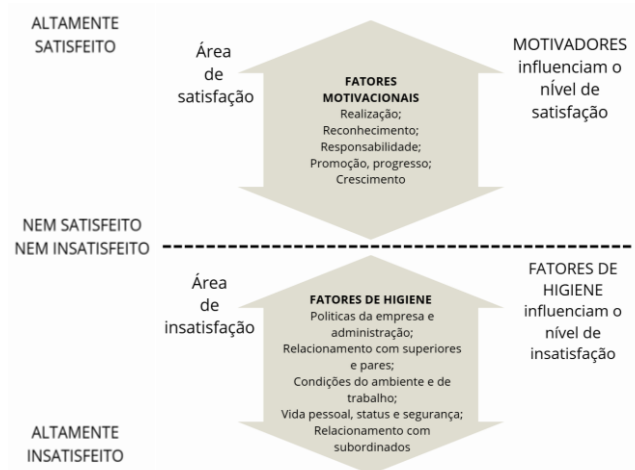 ALTAMENTE
SATISFEITO
Área
de
satisfação
FATORES
MOTIVACIONAIS
Realização;
Reconhecimento;
Responsabilidade;
Promoção, progresso;
Crescimento
MOTIVADORES
influenciam o
nÍvel de
satisfação
NEM SATISFEITO
NEM INSATISFEITO
Área
de
insatisfação
FATORES DE HIGIENE
Politicas da empresa e
administração;
Relacionamento com superiores
e pares;
Condições do ambiente e de
trabalho;
Vida pessoal, status e segurança;
Relacionamento com
subordinados
FATORES DE
HIGIENE
influenciam o
nível de
insatisfação
ALTAMENTE
INSATISFEITO